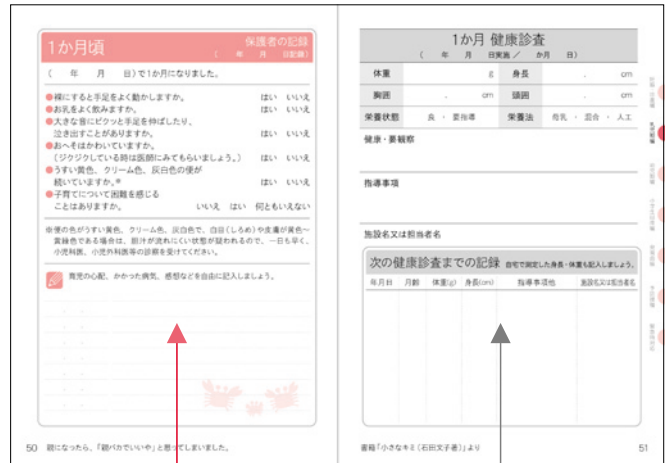 1か月頃
保護者の記録
( 年 月 日記録)
( 年 月 日)で1か月になりました。
●裸にすると手足をよく動かしますか。 はい いいえ
●お乳をよく飲みますか。 はい いいえ
●大きな音にビクッと手足を伸ばしたり、
泣き出すことがありますか。 はい いいえ
●おへそはかわいていますか。
(ジクジクしている時は医師にみてもらいましょう。) はい いいえ
●うすい黄色、クリーム色、灰白色の便が
続いていますか。※ はい いいえ
●子育てについて困難を感じる
ことはありますか。 いいえ はい 何ともいえない
※便の色がうすい黄色、クリーム色、灰白色で、白目(しろめ)や皮膚が黄色~
黄緑色である場合は、胆汁が流れにくい状態が疑われるので、一日も早く、
小児科医、小児外科医等の診察を受けてください。
育児の心配、かかった病気、感想などを自由に記入しましょう。
50 親になったら、「親バカでいいや」と思ってしまいました。
1か月 健康診査
( 年 月 日実施/ か月 日)
体重 g 身長 . cm
胸囲 . cm 頭囲 . cm
栄養状態 良 ・ 要指導 栄養法 母乳 ・ 混合 ・ 人工
健康・要観察
指導事項
施設名又は担当者名
次の健康診査までの記録 自宅で測定した身長・体重も記入しましょう。
年月日 月齢 体重(g) 身長(cm) 指導事項他 施設名又は担当者名
書籍「小さなキミ(石田文子著)」より 51